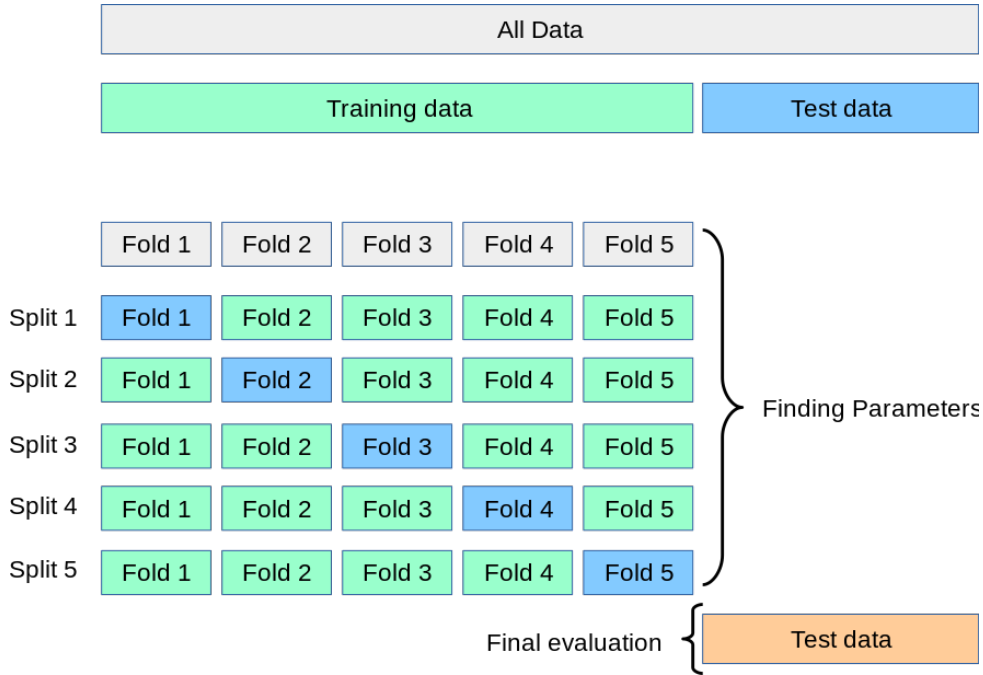 All Data
Training data Test data
Fold 1 Fold 2 Fold 3 Fold 4 Fold 5
Split 1 Fold 1 Fold 2 Fold 3 Fold 4 Fold 5
Split 2 Fold 1 Fold 2 Fold 3 Fold 4 Fold 5
Finding Parameters
Split 3 Fold 1 Fold 2 Fold 3 Fold 4 Fold 5
Split 4 Fold 1 Fold 2 Fold 3 Fold 4 Fold 5
Split 5 Fold 1 Fold 2 Fold 3 Fold 4 Fold 5
Final evaluation Test data